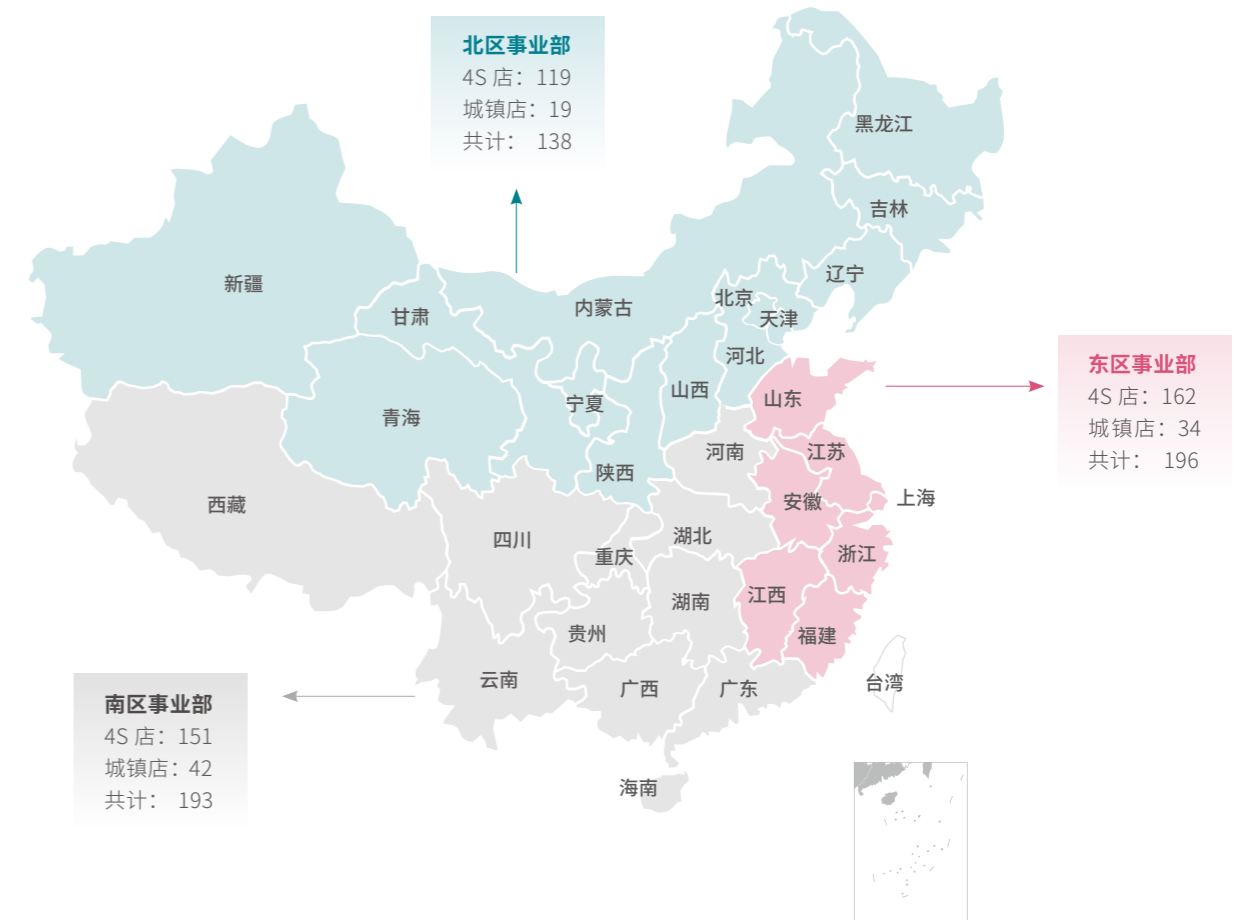 北区事业部
4S 店：119
城镇店：19
共计： 138
黑龙江
吉林
辽宁
新疆
内蒙古
北京
甘肃
天津
河北
山西
山东
宁夏
青海
河南
江苏
陕西
西藏
安徽
上海
四川
湖北
重庆
浙江
江西
湖南
贵州
福建
云南
广西
广东
台湾
海南
东区事业部
4S 店：162
城镇店：34
共计： 196
南区事业部
4S 店：151
城镇店：42
共计： 193